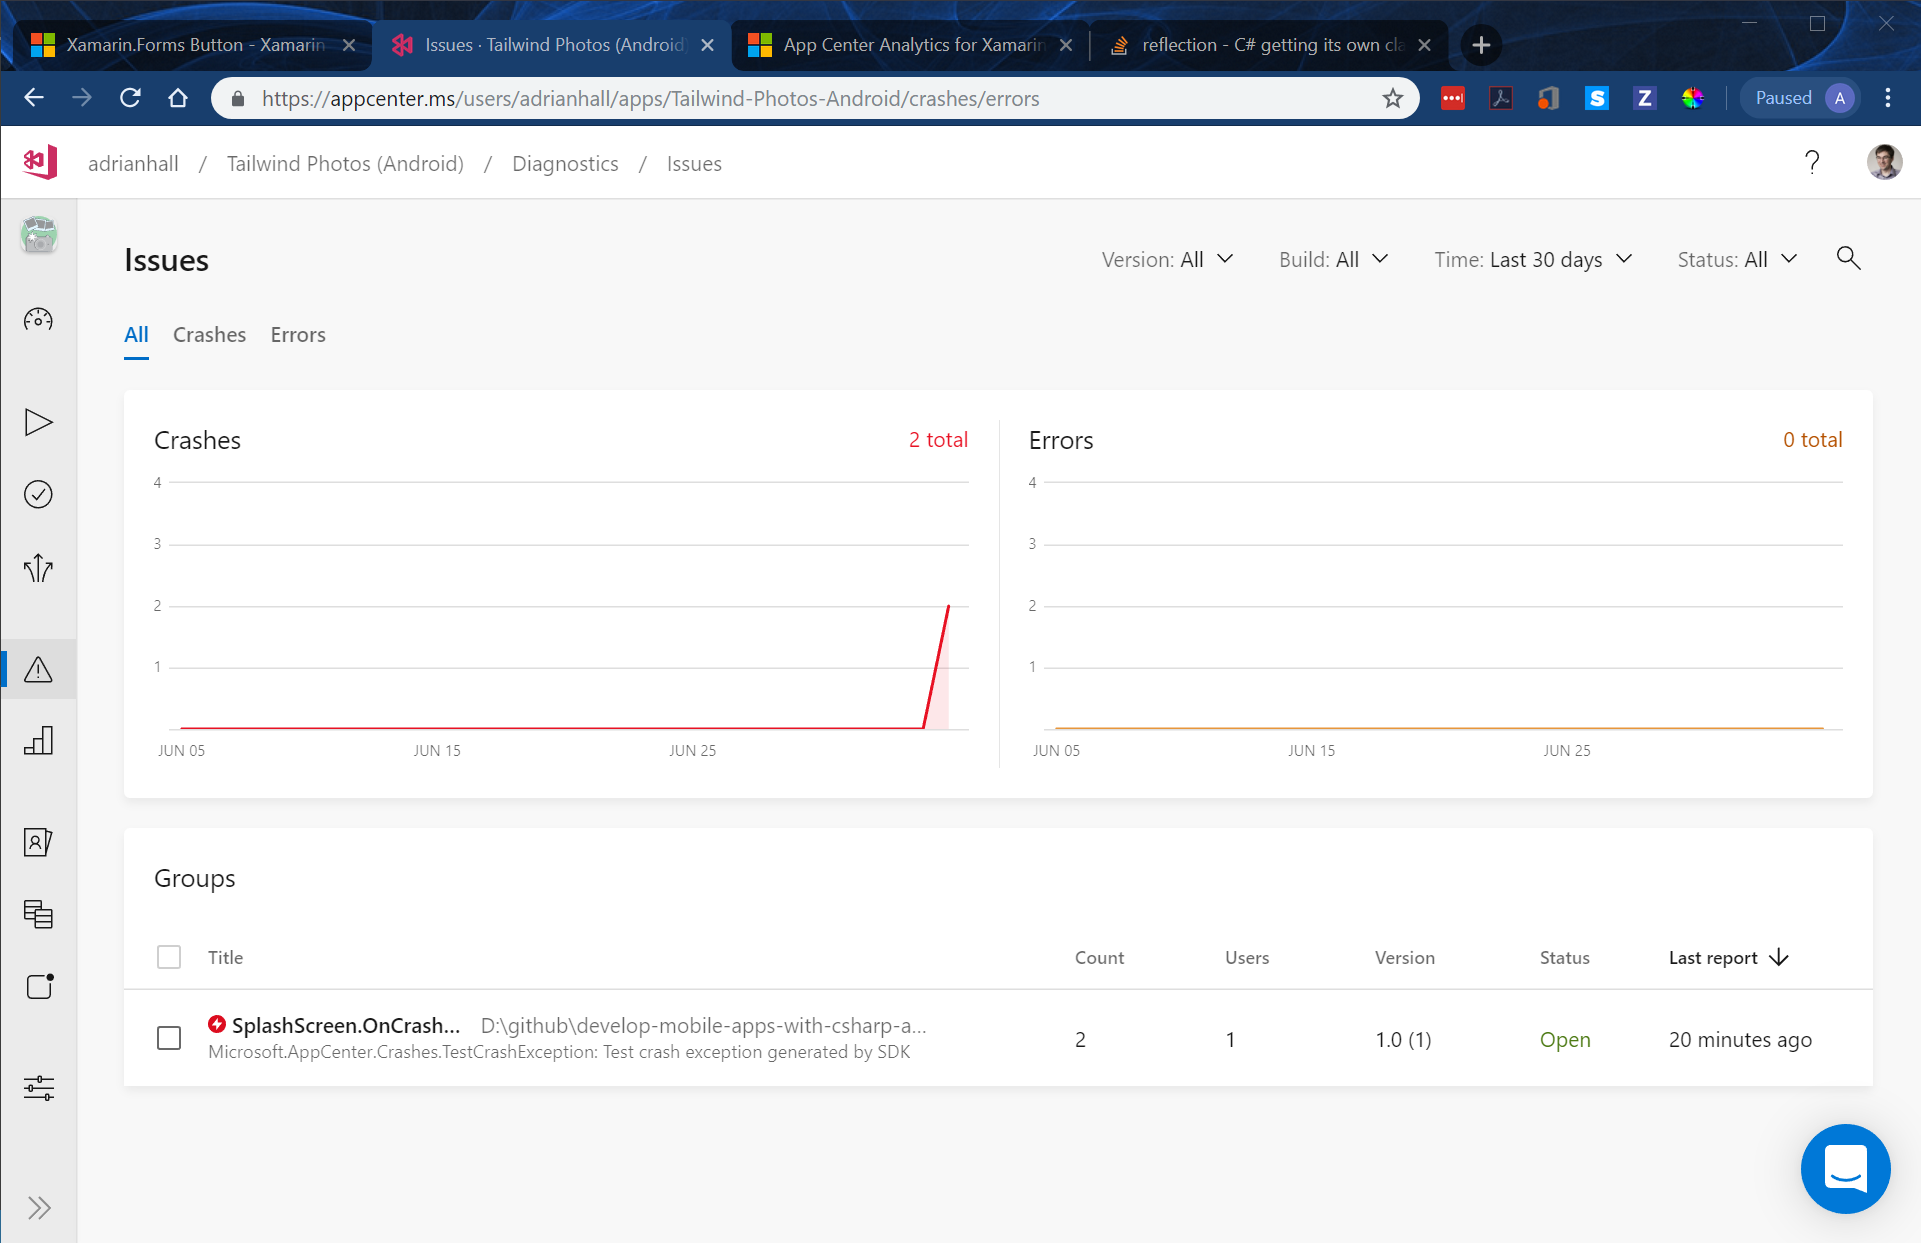 Xamarin.Forms Button - Xamarin
Issues · Tailwind Photos (Android)
App Center Analytics for Xamarin
reflection - C# getting its own cla
https://appcenter.ms/users/adrianhall/apps/Tailwind-Photos-Android/crashes/errors
S
Z
Paused
A
adrianhall / Tailwind Photos (Android) / Diagnostics / Issues
?
Issues
Version: All
Build: All
Time: Last 30 days
Status: All
All
Crashes
Errors
Crashes
2 total
4
3
2
1
JUN 05
JUN 15
JUN 25
Errors
0 total
4
3
2
1
JUN 05
JUN 15
JUN 25
Groups
Title
Count
Users
Version
Status
Last report
SplashScreen.OnCrash...
D:\github\develop-mobile-apps-with-csharp-a...
Microsoft.AppCenter.Crashes.TestCrashException: Test crash exception generated by SDK
2
1
1.0 (1)
Open
20 minutes ago